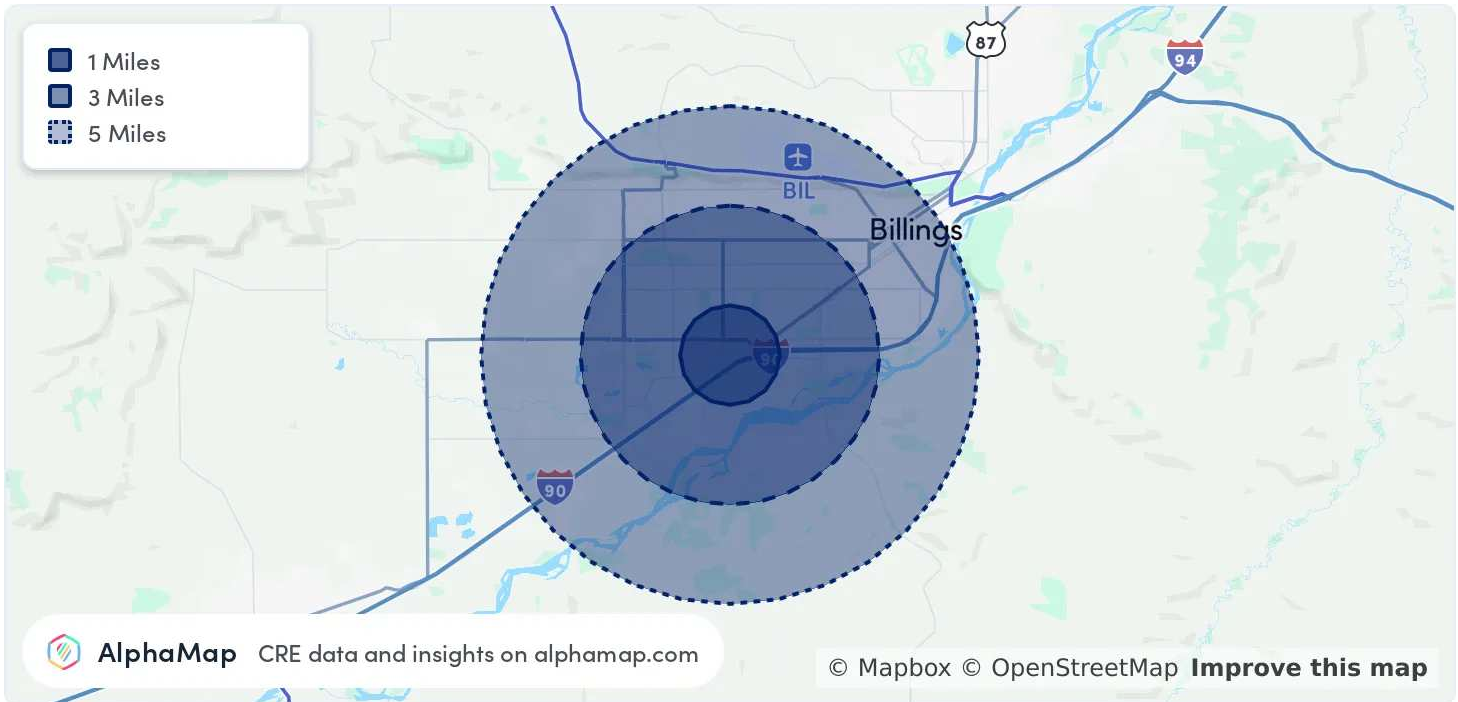 1 Miles
3 Miles
5 Miles
87
94
BIL
Billings
90
90
AlphaMap CRE data and insights on alphamap.com
© Mapbox © OpenStreetMap Improve this map